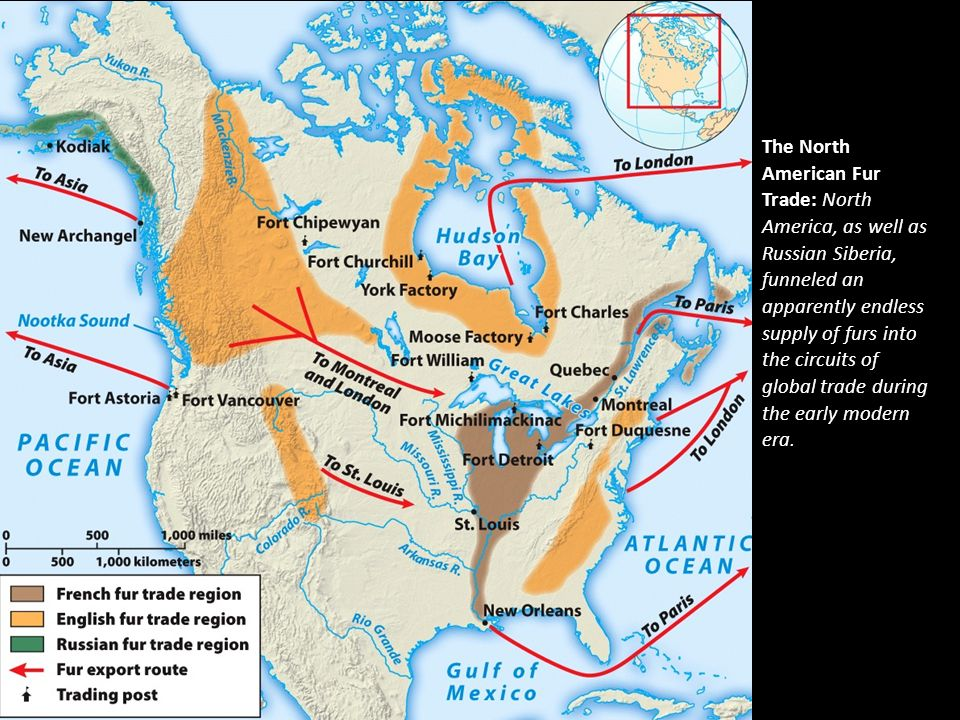 Yukon R.
Mackenzie R.
Kodiak
To Asia
New Archangel
To London
Fort Chipewyan
Hudson
Bay
Fort Churchill
York Factory
Nootka Sound
Fort Charles
To Paris
Moose Factory
To Asia
To Montreal
and London
Fort William
Great Lakes
Quebec
St. Lawrence R.
Fort Astoria
Fort Vancouver
Montreal
Fort Michilimackinac
Fort Duquesne
To London
PACIFIC
OCEAN
Mississippi R.
Missouri R.
Fort Detroit
To St. Louis
St. Louis
Colorado R.
0 500 1,000 miles
0 500 1,000 kilometers
Arkansas R.
ATLANTIC
OCEAN
French fur trade region
English fur trade region
Russian fur trade region
Fur export route
Trading post
New Orleans
To Paris
Rio Grande
Gulf of
Mexico
The North
American Fur
Trade: North
America, as well as
Russian Siberia,
funneled an
apparently endless
supply of furs into
the circuits of
global trade during
the early modern
era.